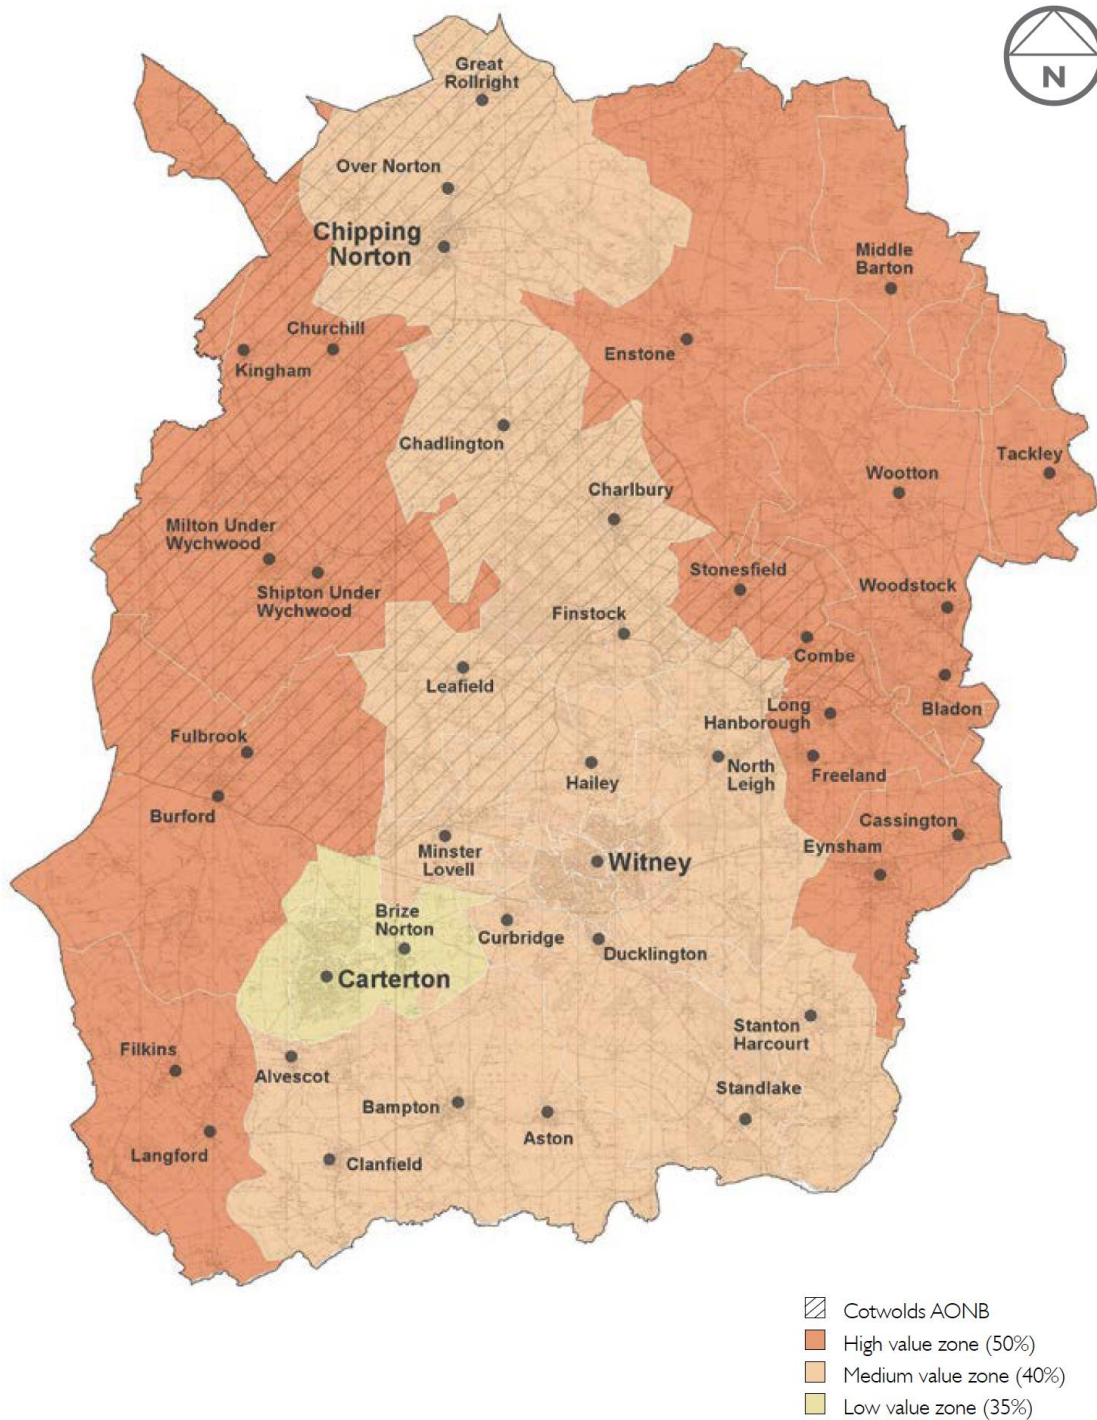 N
Great
Rollright
Over Norton
Chipping
Norton
Middle
Barton
Churchill
Kingham
Enstone
Chadlington
Tackley
Wootton
Charlbury
Milton Under
Wychwood
Shipton Under
Wychwood
Stonesfield
Woodstock
Finstock
Combe
Leafield
Long
Hanborough
Bladon
Fulbrook
Hailey
North
Leigh
Freeland
Burford
Cassington
Eynsham
Minster
Lovell
Witney
Brize
Norton
Curbridge
Ducklington
Carterton
Stanton
Harcourt
Filkins
Alvescot
Standlake
Bampton
Aston
Langford
Clanfield
Cotwolds AONB
High value zone (50%)
Medium value zone (40%)
Low value zone (35%)